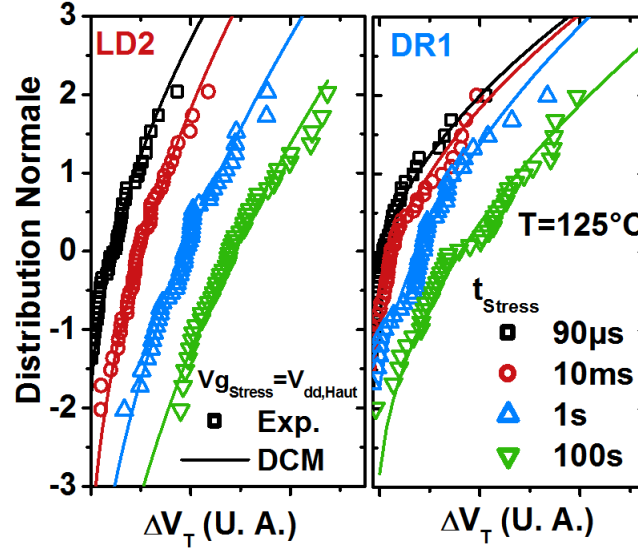 Distribution Normale
3
2
1
0
-1
-2
-3
LD2
Vg_Stress=V_dd,Haut
Exp.
DCM
ΔV_T (U. A.)
DR1
T=125°C
t_Stress
90µs
10ms
1s
100s
ΔV_T (U. A.)